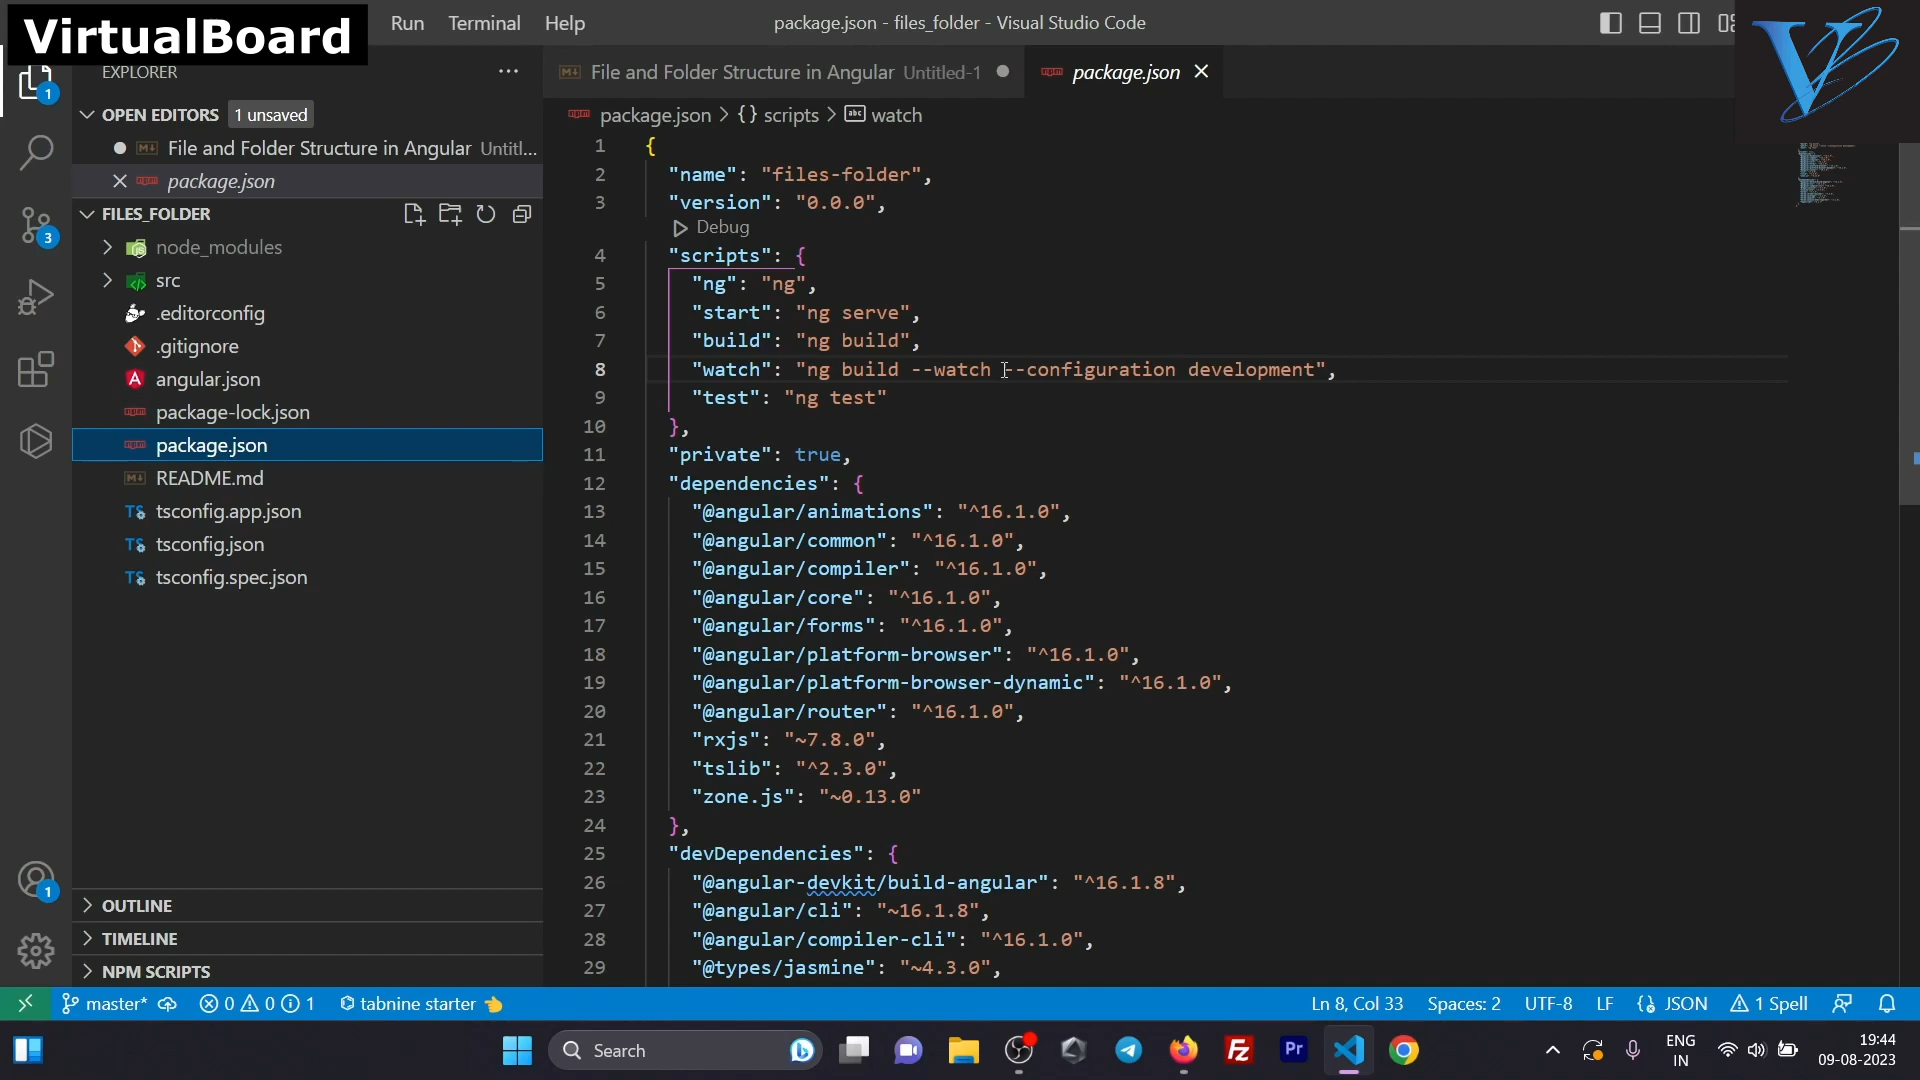 VirtualBoard
Run Terminal Help
package.json - files_folder - Visual Studio Code
VB
EXPLORER
File and Folder Structure in Angular Untitled-1
package.json
OPEN EDITORS 1 unsaved
package.json > {} scripts > abc watch
File and Folder Structure in Angular Untitl...
package.json
FILES_FOLDER
node_modules
src
.editorconfig
.gitignore
angular.json
package-lock.json
package.json
README.md
tsconfig.app.json
tsconfig.json
tsconfig.spec.json
OUTLINE
TIMELINE
NPM SCRIPTS
1
3
1
1 {
2 "name": "files-folder",
3 "version": "0.0.0",
Debug
4 "scripts": {
5 "ng": "ng",
6 "start": "ng serve",
7 "build": "ng build",
8 "watch": "ng build --watch --configuration development",
9 "test": "ng test"
10 },
11 "private": true,
12 "dependencies": {
13 "@angular/animations": "^16.1.0",
14 "@angular/common": "^16.1.0",
15 "@angular/compiler": "^16.1.0",
16 "@angular/core": "^16.1.0",
17 "@angular/forms": "^16.1.0",
18 "@angular/platform-browser": "^16.1.0",
19 "@angular/platform-browser-dynamic": "^16.1.0",
20 "@angular/router": "^16.1.0",
21 "rxjs": "~7.8.0",
22 "tslib": "^2.3.0",
23 "zone.js": "~0.13.0"
24 },
25 "devDependencies": {
26 "@angular-devkit/build-angular": "^16.1.8",
27 "@angular/cli": "~16.1.8",
28 "@angular/compiler-cli": "^16.1.0",
29 "@types/jasmine": "~4.3.0",
master* 0 0 1 tabnine starter Ln 8, Col 33 Spaces: 2 UTF-8 LF {} JSON 1 Spell
Search
Fz
Pr
ENG
IN
19:44
09-08-2023